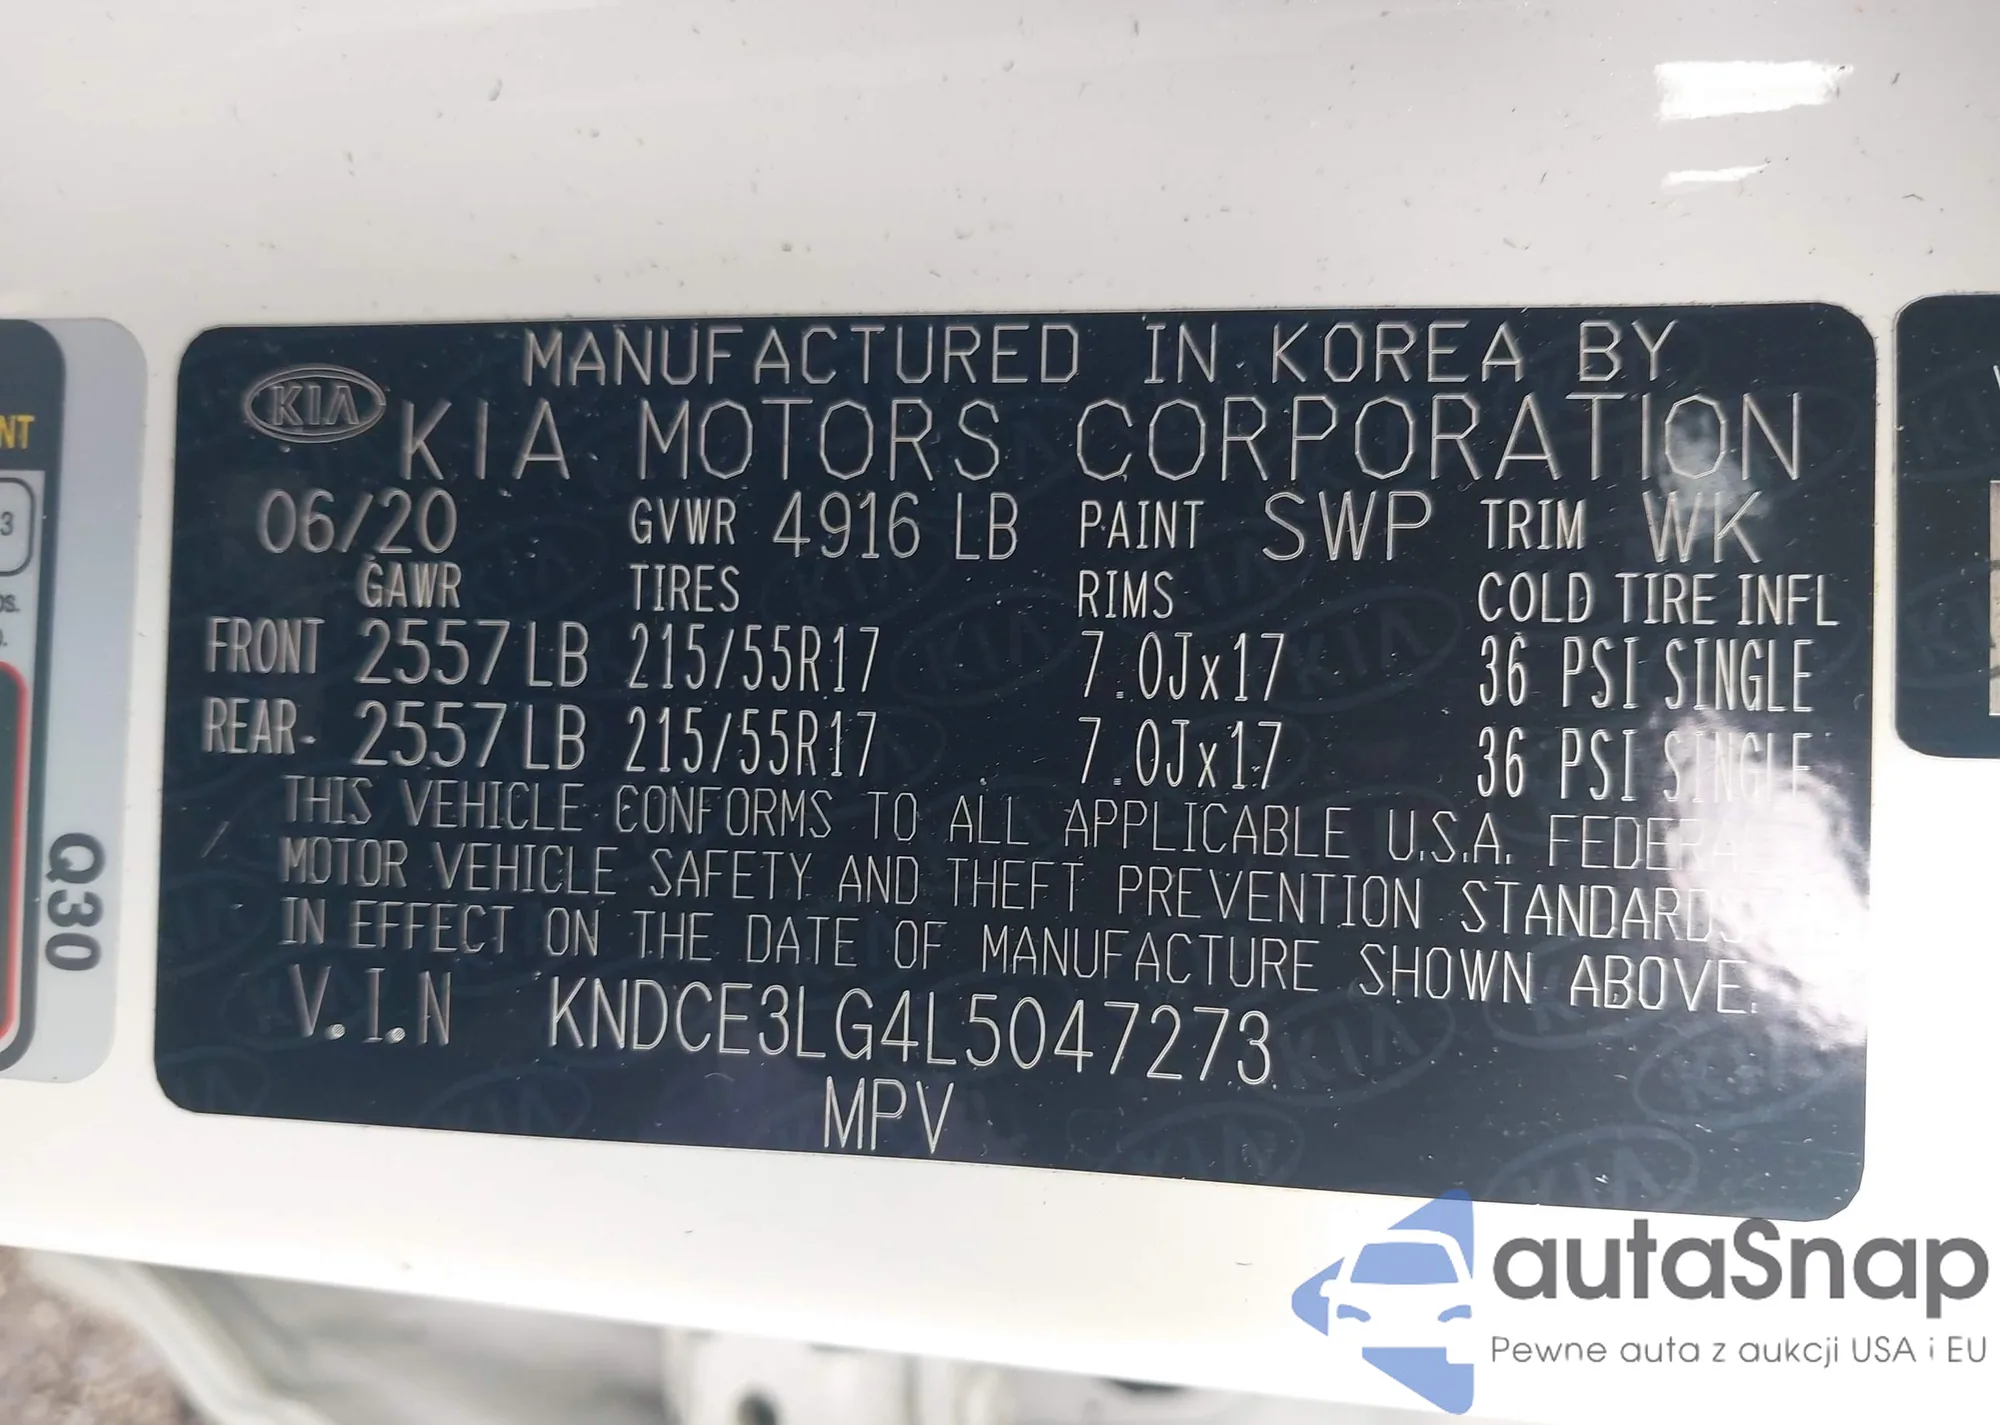 MANUFACTURED IN KOREA BY
KIA
KIA MOTORS CORPORATION
06/20 GVWR 4916 LB PAINT SWP TRIM WK
GAWR TIRES RIMS COLD TIRE INFL
FRONT 2557 LB 215/55R17 7.0Jx17 36 PSI SINGLE
REAR 2557 LB 215/55R17 7.0Jx17 36 PSI SINGLE
THIS VEHICLE CONFORMS TO ALL APPLICABLE U.S.A. FEDERAL
MOTOR VEHICLE SAFETY AND THEFT PREVENTION STANDARDS
IN EFFECT ON THE DATE OF MANUFACTURE SHOWN ABOVE.
V.I.N KNDCE3LG4L5047273
MPV
NT
3
Q30
autaSnap
Pewne auta z aukcji USA i EU